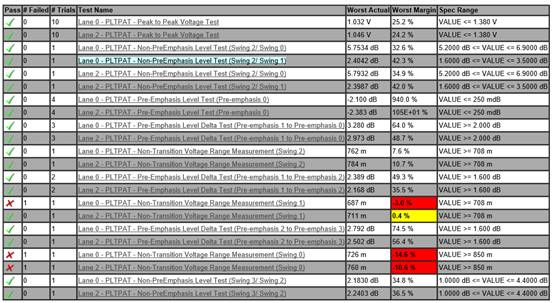 Pass # Failed # Trials Test Name Worst Actual Worst Margin Spec Range
0 10 Lane 0 - PLTPAT - Peak to Peak Voltage Test 1.032 V 25.2 % VALUE <= 1.380 V
0 10 Lane 2 - PLTPAT - Peak to Peak Voltage Test 1.046 V 24.2 % VALUE <= 1.380 V
0 1 Lane 0 - PLTPAT - Non-PreEmphasis Level Test (Swing 2/ Swing 0) 5.7534 dB 32.6 % 5.2000 dB <= VALUE <= 6.9000 dB
0 1 Lane 0 - PLTPAT - Non-PreEmphasis Level Test (Swing 2/ Swing 1) 2.4042 dB 42.3 % 1.6000 dB <= VALUE <= 3.5000 dB
0 1 Lane 2 - PLTPAT - Non-PreEmphasis Level Test (Swing 2/ Swing 0) 5.7932 dB 34.9 % 5.2000 dB <= VALUE <= 6.9000 dB
0 1 Lane 2 - PLTPAT - Non-PreEmphasis Level Test (Swing 2/ Swing 1) 2.3987 dB 42.0 % 1.6000 dB <= VALUE <= 3.5000 dB
0 4 Lane 0 - PLTPAT - Pre-Emphasis Level Test (Pre-emphasis 0) -2.100 dB 940.0 % VALUE <= 250 mdB
0 4 Lane 2 - PLTPAT - Pre-Emphasis Level Test (Pre-emphasis 0) -2.383 dB 105E+01 % VALUE <= 250 mdB
0 3 Lane 0 - PLTPAT - Pre-Emphasis Level Delta Test (Pre-emphasis 1 to Pre-emphasis 0) 3.280 dB 64.0 % VALUE >= 2.000 dB
0 3 Lane 2 - PLTPAT - Pre-Emphasis Level Delta Test (Pre-emphasis 1 to Pre-emphasis 0) 2.973 dB 48.7 % VALUE >= 2.000 dB
0 1 Lane 0 - PLTPAT - Non-Transition Voltage Range Measurement (Swing 2) 762 m 7.6 % VALUE >= 708 m
0 1 Lane 2 - PLTPAT - Non-Transition Voltage Range Measurement (Swing 2) 784 m 10.7 % VALUE >= 708 m
0 2 Lane 0 - PLTPAT - Pre-Emphasis Level Delta Test (Pre-emphasis 1 to Pre-emphasis 2) 2.389 dB 49.3 % VALUE >= 1.600 dB
0 2 Lane 2 - PLTPAT - Pre-Emphasis Level Delta Test (Pre-emphasis 1 to Pre-emphasis 2) 2.168 dB 35.5 % VALUE >= 1.600 dB
1 1 Lane 0 - PLTPAT - Non-Transition Voltage Range Measurement (Swing 1) 687 m -3.0 % VALUE >= 708 m
0 1 Lane 2 - PLTPAT - Non-Transition Voltage Range Measurement (Swing 1) 711 m 0.4 % VALUE >= 708 m
0 1 Lane 0 - PLTPAT - Pre-Emphasis Level Delta Test (Pre-emphasis 2 to Pre-emphasis 3) 2.792 dB 74.5 % VALUE >= 1.600 dB
0 1 Lane 2 - PLTPAT - Pre-Emphasis Level Delta Test (Pre-emphasis 2 to Pre-emphasis 3) 2.502 dB 56.4 % VALUE >= 1.600 dB
1 1 Lane 0 - PLTPAT - Non-Transition Voltage Range Measurement (Swing 0) 726 m -14.6 % VALUE >= 850 m
1 1 Lane 2 - PLTPAT - Non-Transition Voltage Range Measurement (Swing 0) 760 m -10.6 % VALUE >= 850 m
0 1 Lane 0 - PLTPAT - Non-PreEmphasis Level Test (Swing 3/ Swing 2) 2.1830 dB 34.8 % 1.0000 dB <= VALUE <= 4.4000 dB
0 1 Lane 2 - PLTPAT - Non-PreEmphasis Level Test (Swing 3/ Swing 2) 2.2403 dB 36.5 % 1.0000 dB <= VALUE <= 4.4000 dB